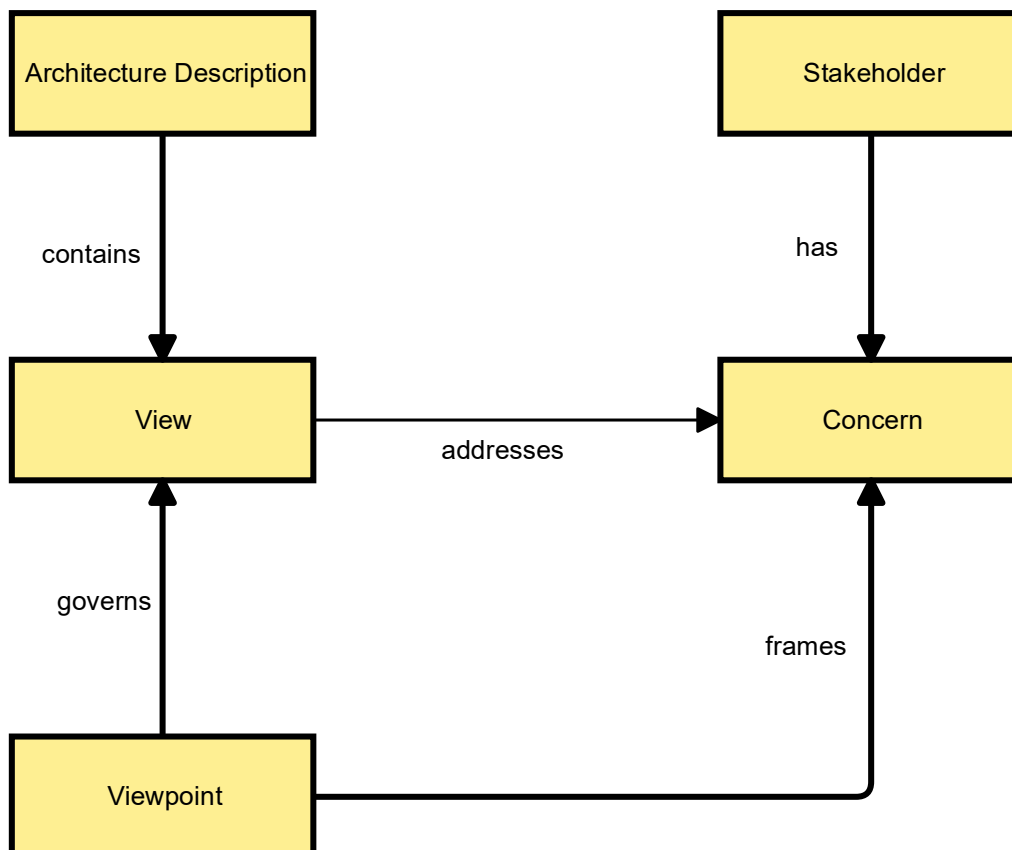 Architecture Description
Stakeholder
contains
has
View
addresses
Concern
governs
frames
Viewpoint